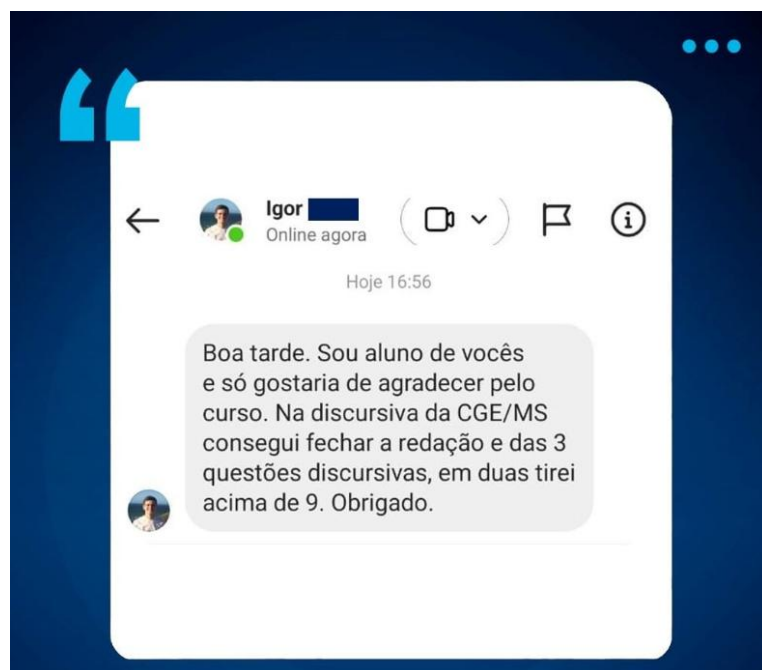 Igor
Online agora
Hoje 16:56
Boa tarde. Sou aluno de vocês
e só gostaria de agradecer pelo
curso. Na discursiva da CGE/MS
consegui fechar a redação e das 3
questões discursivas, em duas tirei
acima de 9. Obrigado.